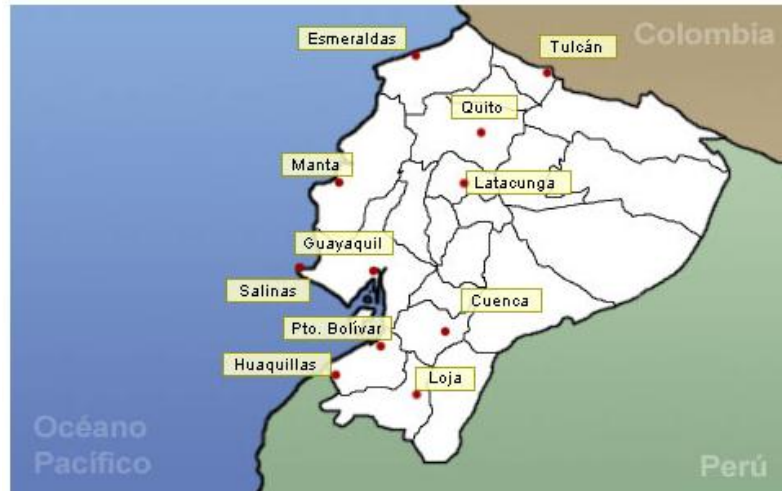 Esmeraldas
Tulcán
Colombia
Quito
Manta
Latacunga
Guayaquil
Salinas
Cuenca
Pto. Bolívar
Huaquillas
Loja
Océano
Pacífico
Perú